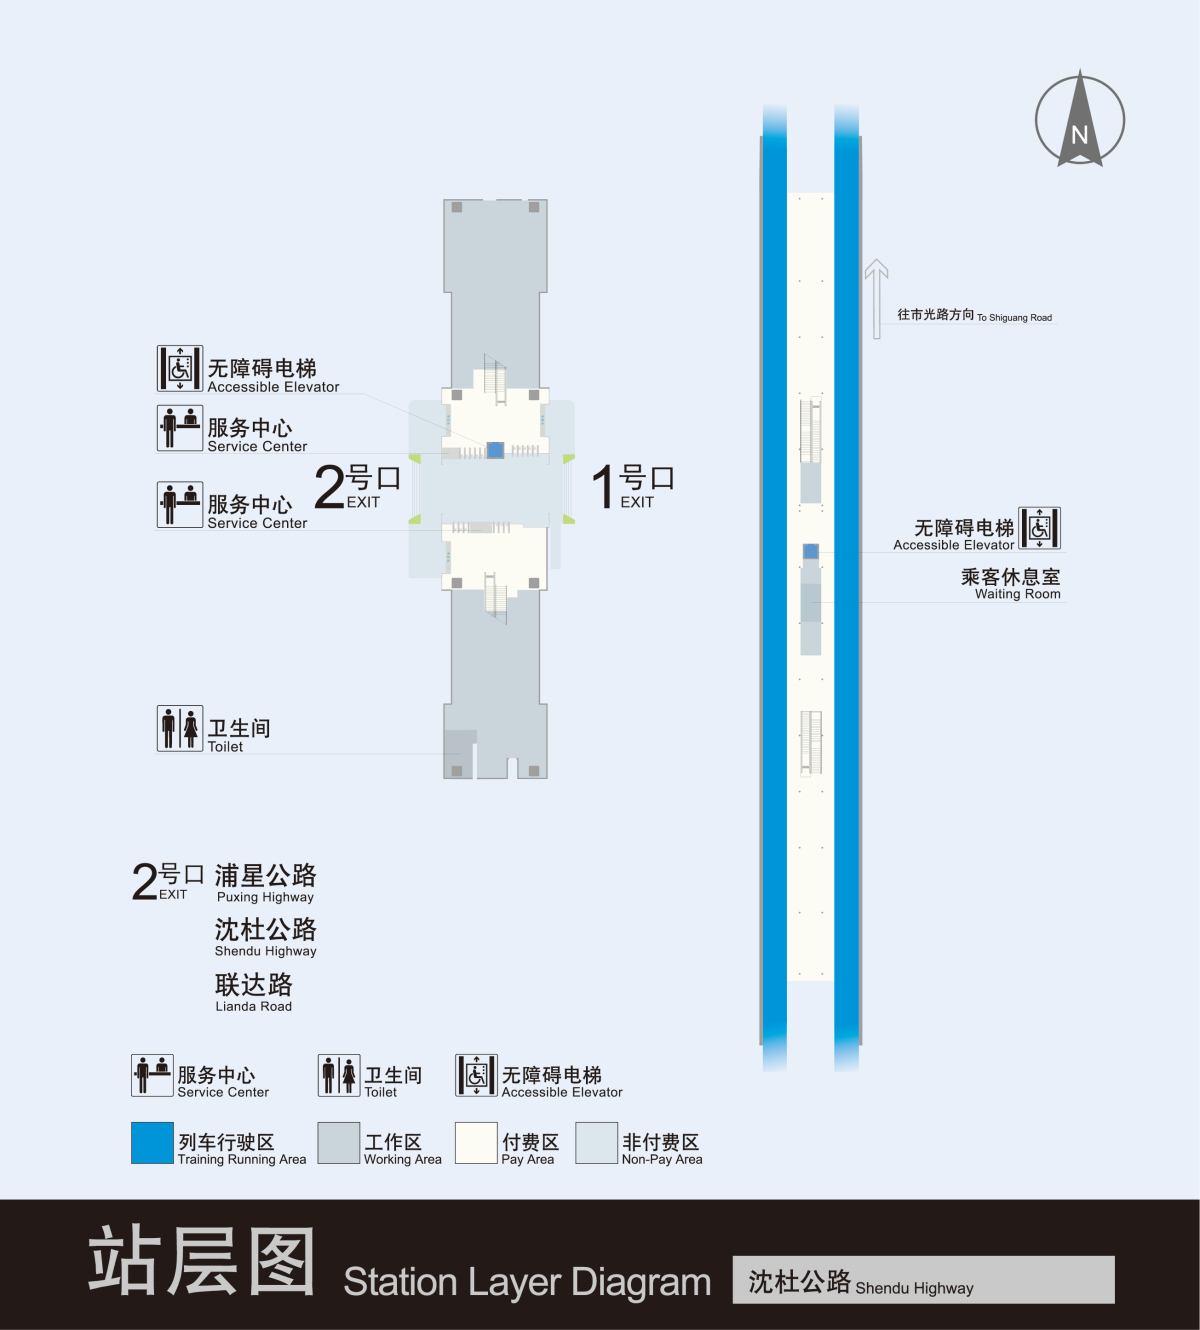 N
往市光路方向 To Shiguang Road
无障碍电梯
Accessible Elevator
服务中心
Service Center
2号口
EXIT
1号口
EXIT
服务中心
Service Center
无障碍电梯
Accessible Elevator
乘客休息室
Waiting Room
卫生间
Toilet
2号口
EXIT
浦星公路
Puxing Highway
沈杜公路
Shendu Highway
联达路
Lianda Road
服务中心
Service Center
卫生间
Toilet
无障碍电梯
Accessible Elevator
列车行驶区
Training Running Area
工作区
Working Area
付费区
Pay Area
非付费区
Non-Pay Area
站层图 Station Layer Diagram
沈杜公路 Shendu Highway